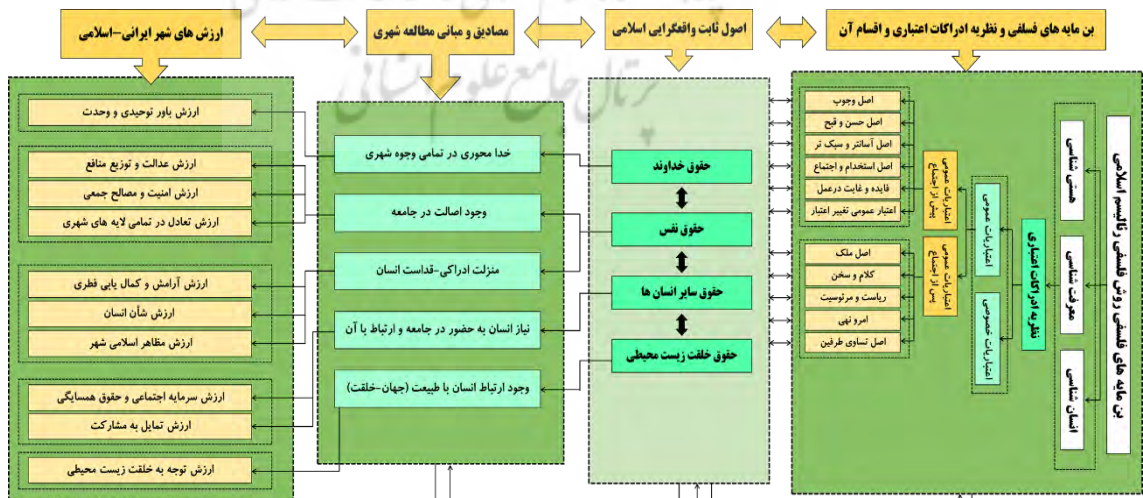 بن مایه های فسلفی و نظریه ادراکات اعتباری و اقسام آن
اصول ثابت واقعگرایی اسلامی
مصادیق و مبانی مطالعه شهری
ارزش های شهر ایرانی-اسلامی
بن مایه های فلسفی روش فلسفی رئالیسم اسلامی
هستی شناسی
معرفت شناسی
انسان شناسی
نظریه ادراکات اعتباری
اعتباریات عمومی
اعتباریات خصوصی
اعتباریات عمومی
پیش از اجتماع
اعتباریات عمومی
پس از اجتماع
اصل وجوب
اصل حسن و قبح
اصل آسانتر و سبک تر
اصل استخدام و اجتماع
فایده و غایت درعمل
اعتبار عمومی تغییر اعتبار
اصل ملک
کلام و سخن
ریاست و مرئوسیت
امرو نهی
اصل تساوی طرفین
حقوق خداوند
حقوق نفس
حقوق سایر انسان ها
حقوق خلقت زیست محیطی
خدا محوری در تمامی وجوه شهری
وجود اصالت در جامعه
منزلت ادراکی-قداست انسان
نیاز انسان به حضور در جامعه و ارتباط با آن
وجود ارتباط انسان با طبیعت (جهان-خلقت)
ارزش باور توحیدی و وحدت
ارزش عدالت و توزیع منافع
ارزش امنیت و مصالح جمعی
ارزش تعادل در تمامی لایه های شهری
ارزش آرامش و کمال یابی فطری
ارزش شأن انسان
ارزش مظاهر اسلامی شهر
ارزش سرمایه اجتماعی و حقوق همسایگی
ارزش تمایل به مشارکت
ارزش توجه به خلقت زیست محیطی
پرتال جامع علوم انسانی